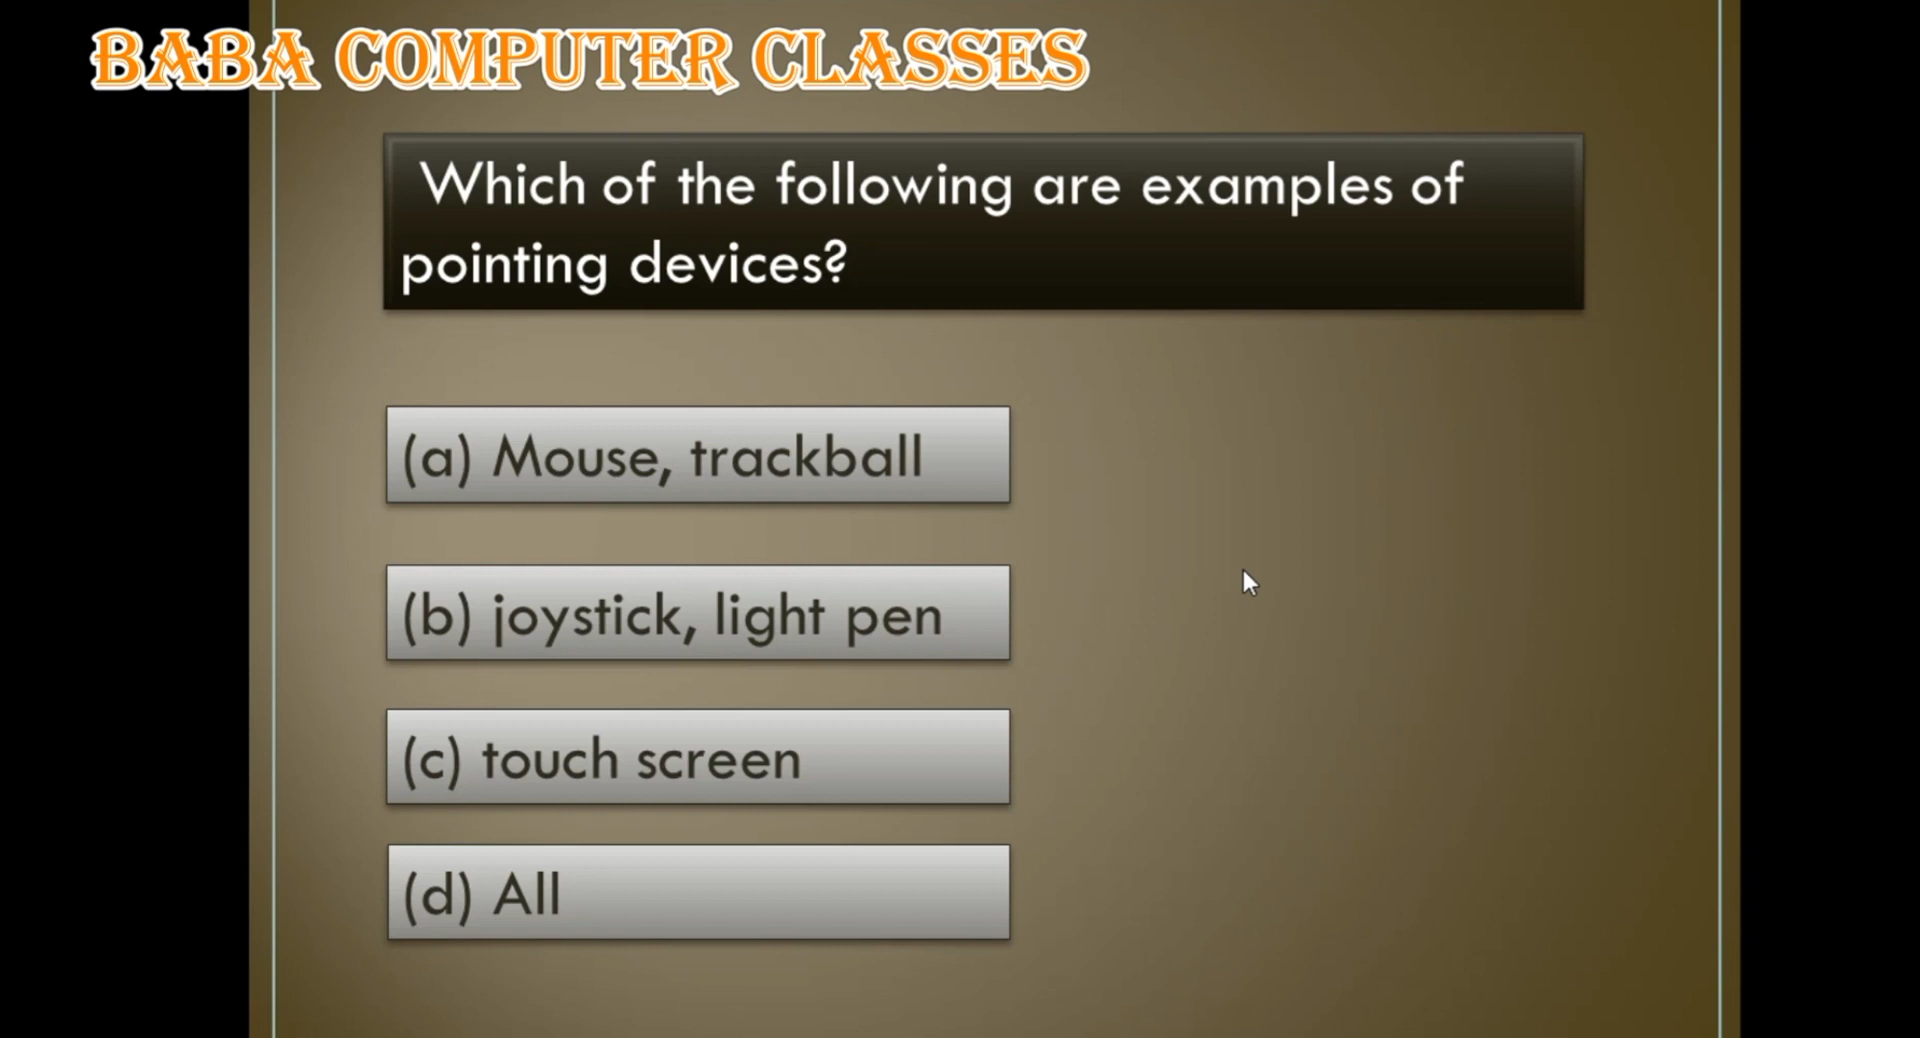 BABA COMPUTER CLASSES
Which of the following are examples of
pointing devices?
(a) Mouse, trackball
(b) joystick, light pen
(c) touch screen
(d) All